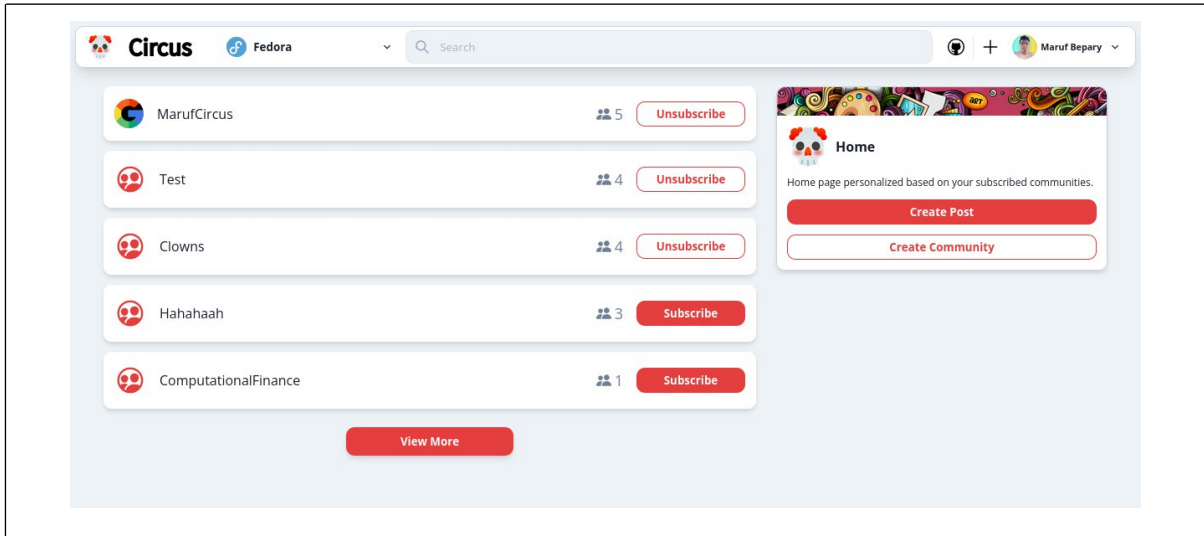 Circus Fedora Search Maruf Bepary
MarufCircus 5 Unsubscribe
Test 4 Unsubscribe
Clowns 4 Unsubscribe
Hahahaah 3 Subscribe
ComputationalFinance 1 Subscribe
View More
ART
Home
Home page personalized based on your subscribed communities.
Create Post
Create Community